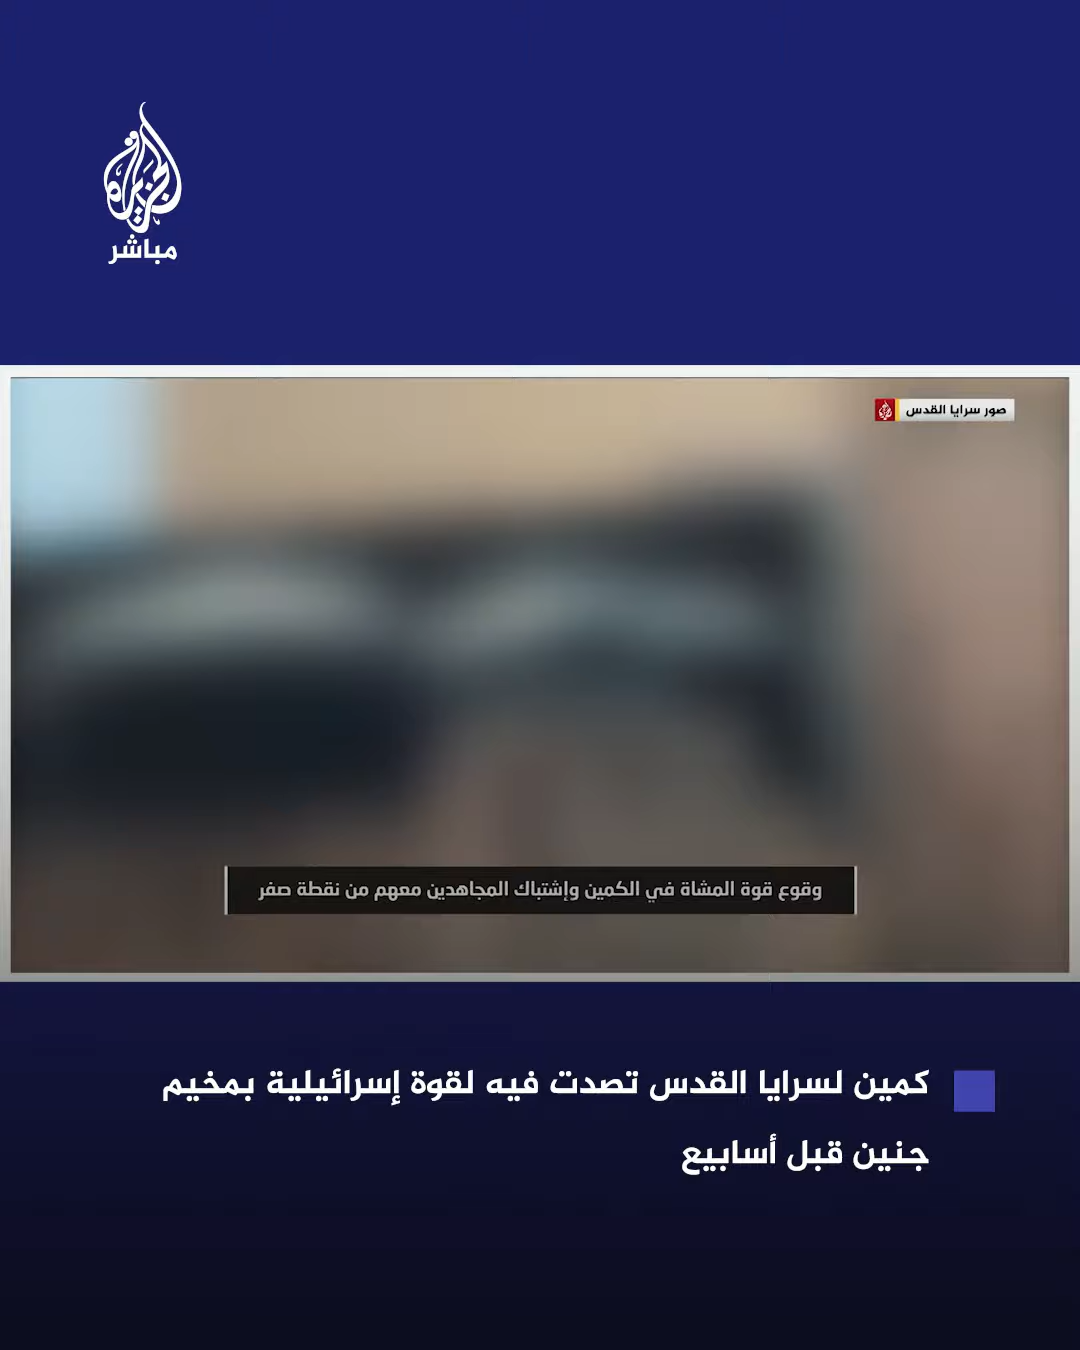 الجزيرة
مباشر
صور سرايا القدس
وقوع قوة المشاة في الكمين وإشتباك المجاهدين معهم من نقطة صفر
كمين لسرايا القدس تصدت فيه لقوة إسرائيلية بمخيم
جنين قبل أسابيع